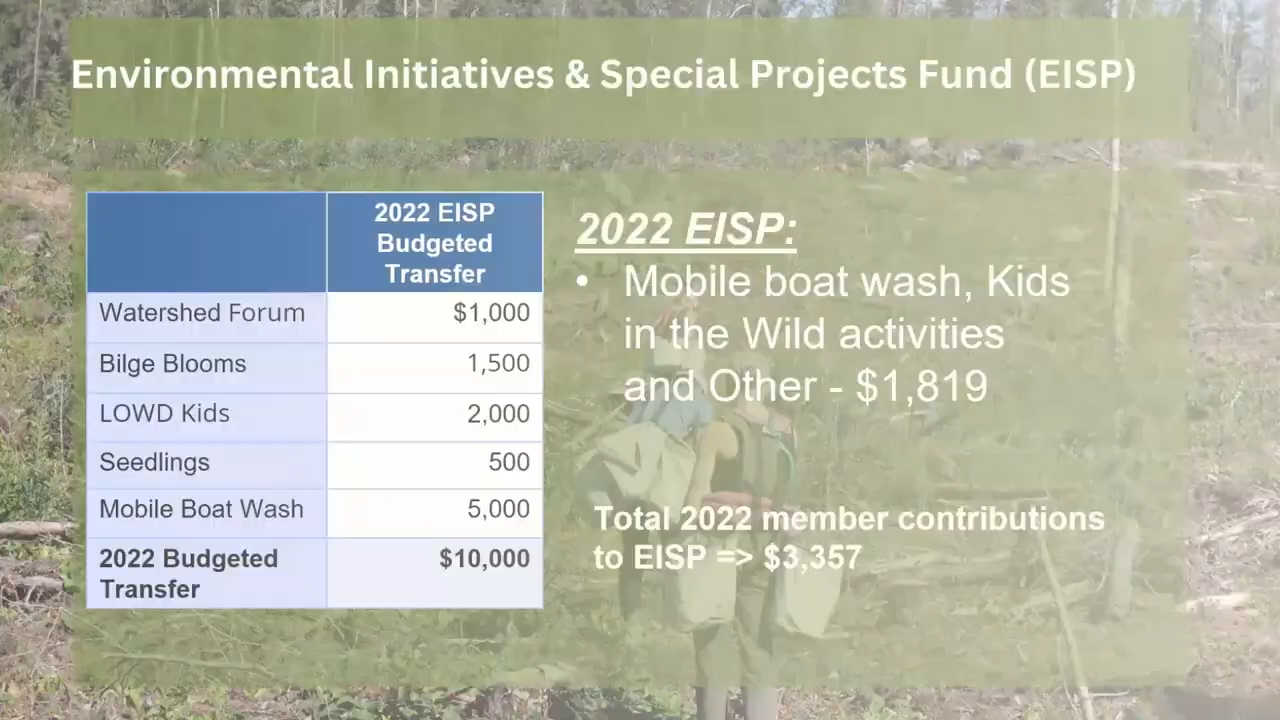 Environmental Initiatives & Special Projects Fund (EISP)
2022 EISP
Budgeted
Transfer
Watershed Forum $1,000
Bilge Blooms 1,500
LOWD Kids 2,000
Seedlings 500
Mobile Boat Wash 5,000
2022 Budgeted $10,000
Transfer
2022 EISP:
• Mobile boat wash, Kids
in the Wild activities
and Other - $1,819
Total 2022 member contributions
to EISP => $3,357